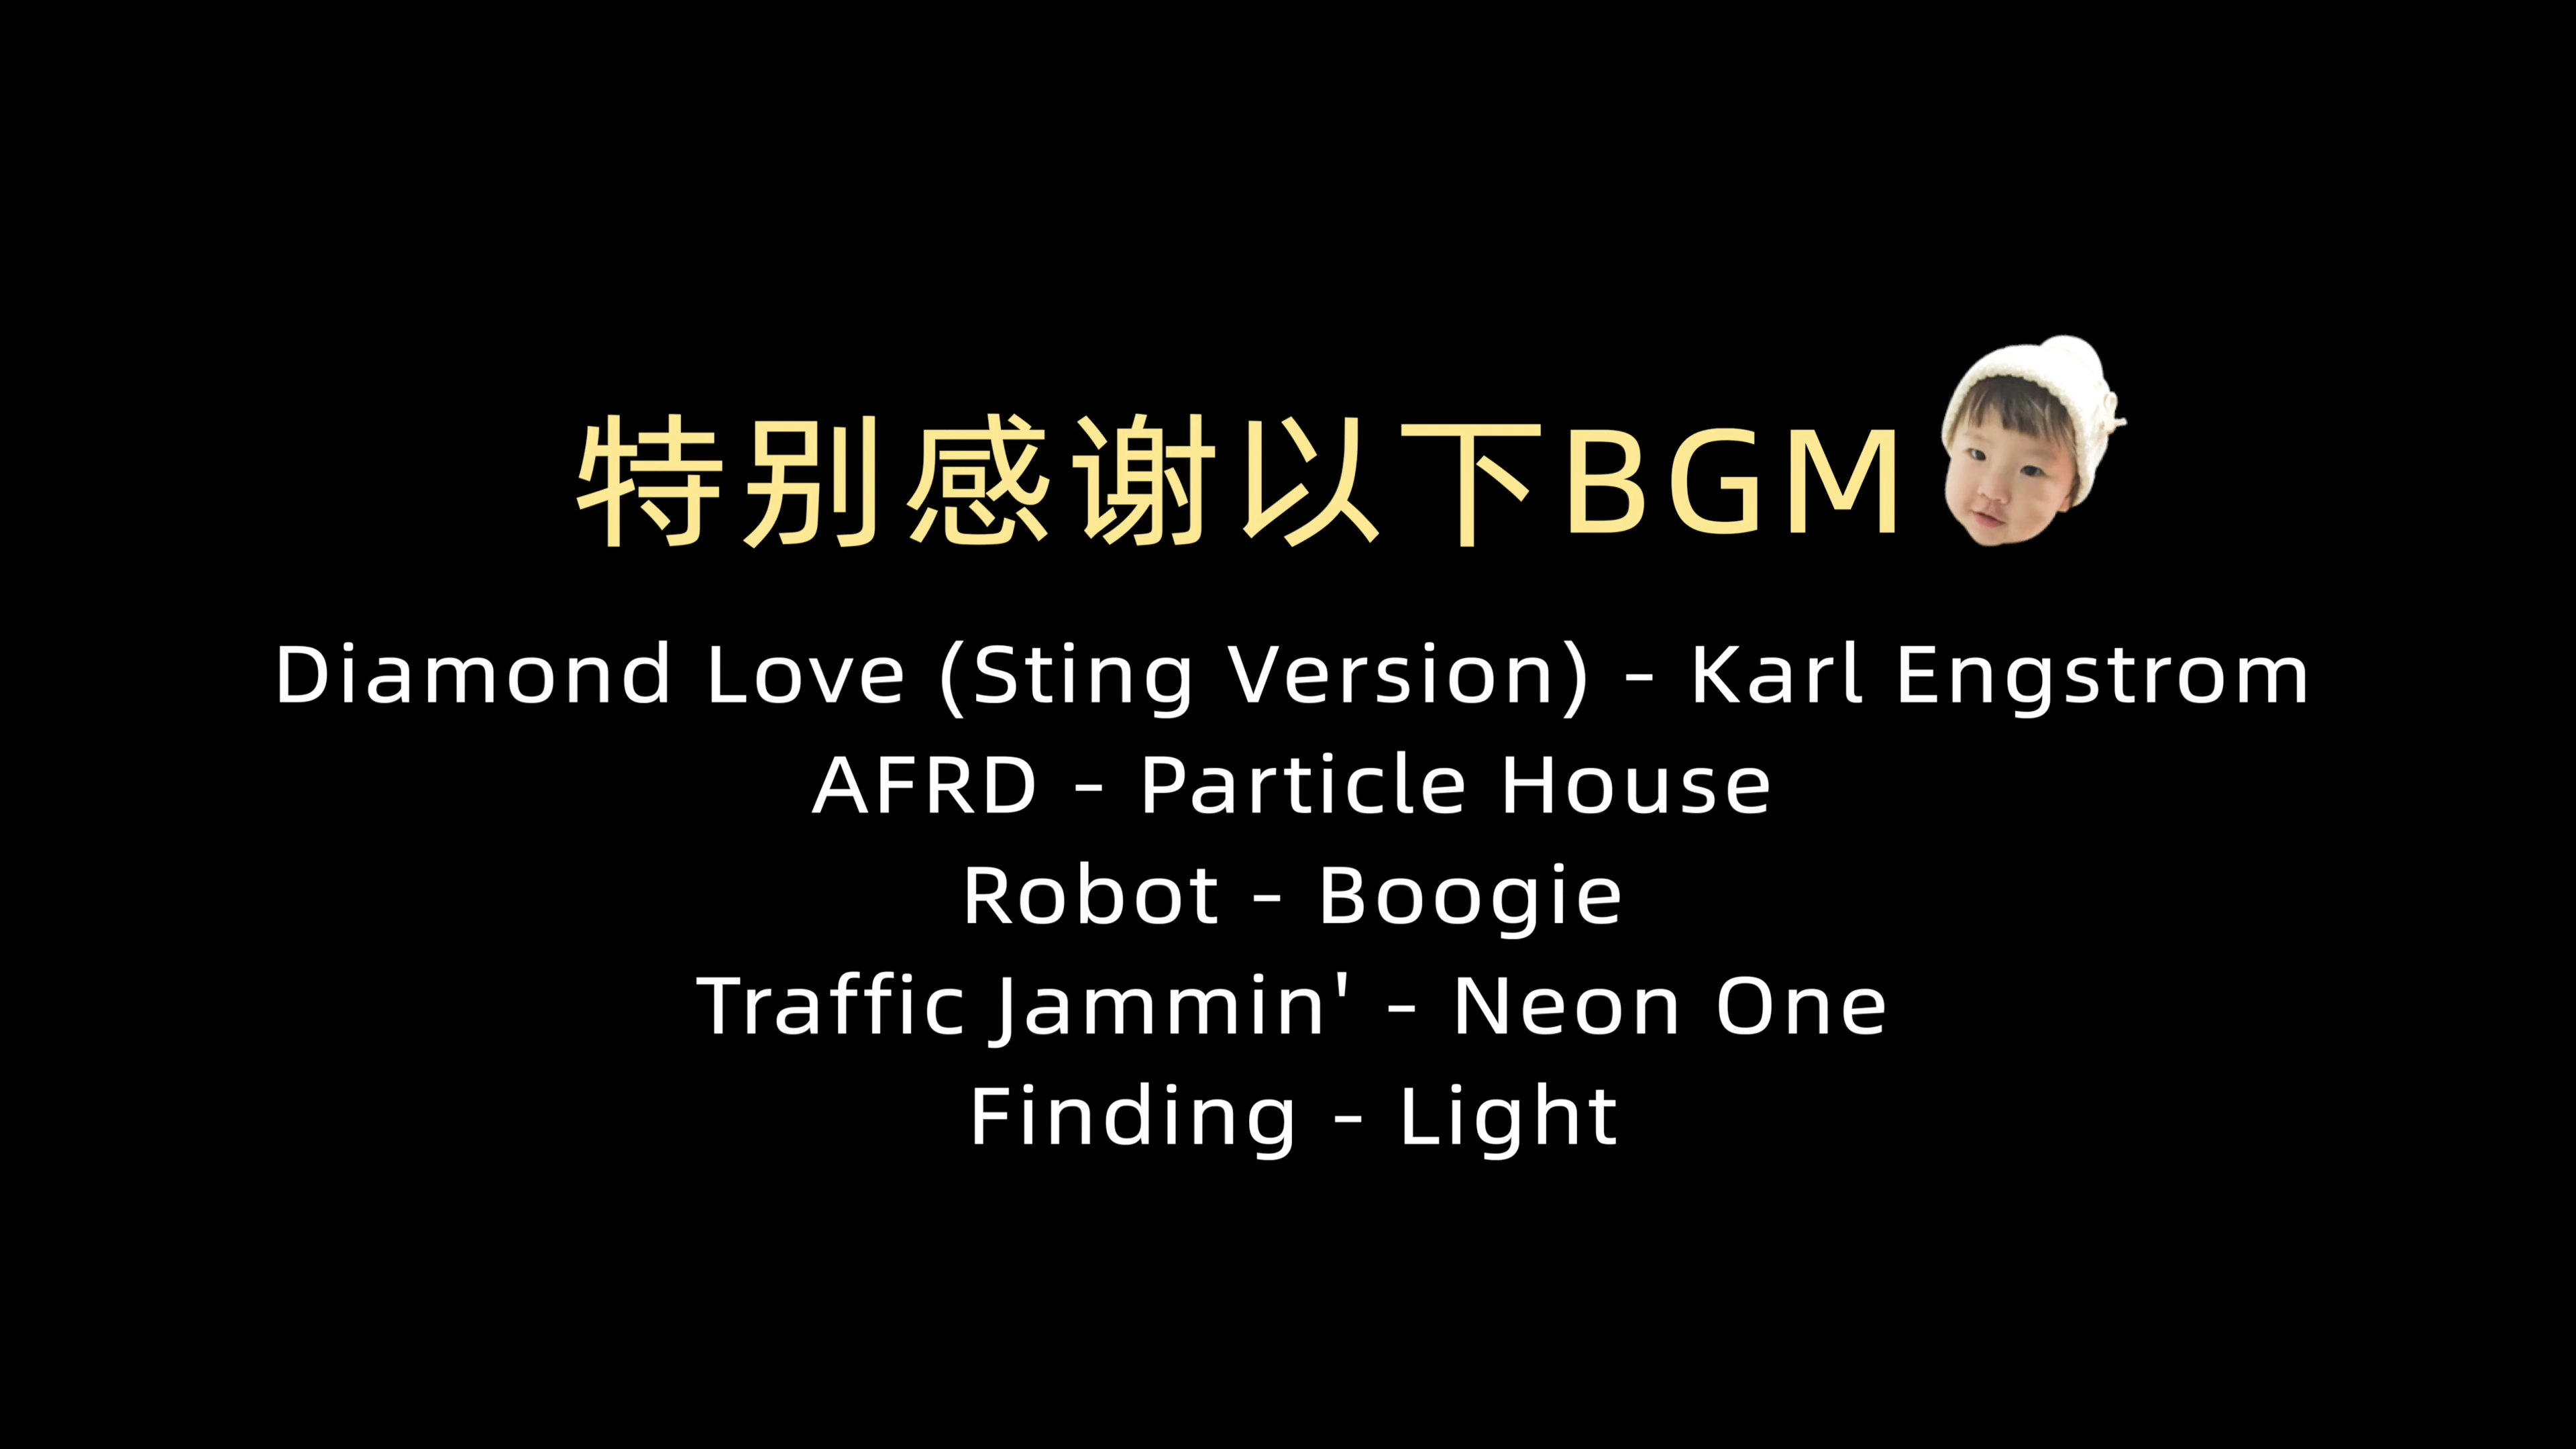 特别感谢以下BGM
Diamond Love (Sting Version) - Karl Engstrom
AFRD - Particle House
Robot - Boogie
Traffic Jammin' - Neon One
Finding - Light